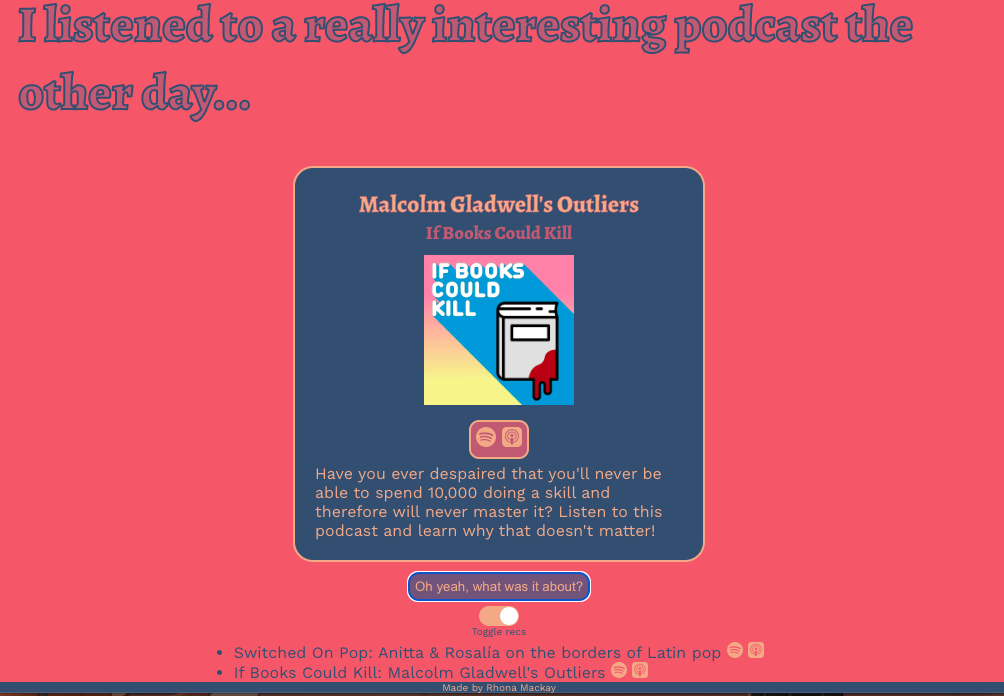 I listened to a really interesting podcast the
other day...
Malcolm Gladwell's Outliers
If Books Could Kill
IF BOOKS
COULD
KILL
Have you ever despaired that you'll never be
able to spend 10,000 doing a skill and
therefore will never master it? Listen to this
podcast and learn why that doesn't matter!
Oh yeah, what was it about?
Toggle recs
Switched On Pop: Anitta & Rosalía on the borders of Latin pop
If Books Could Kill: Malcolm Gladwell's Outliers
Made by Rhona Mackay